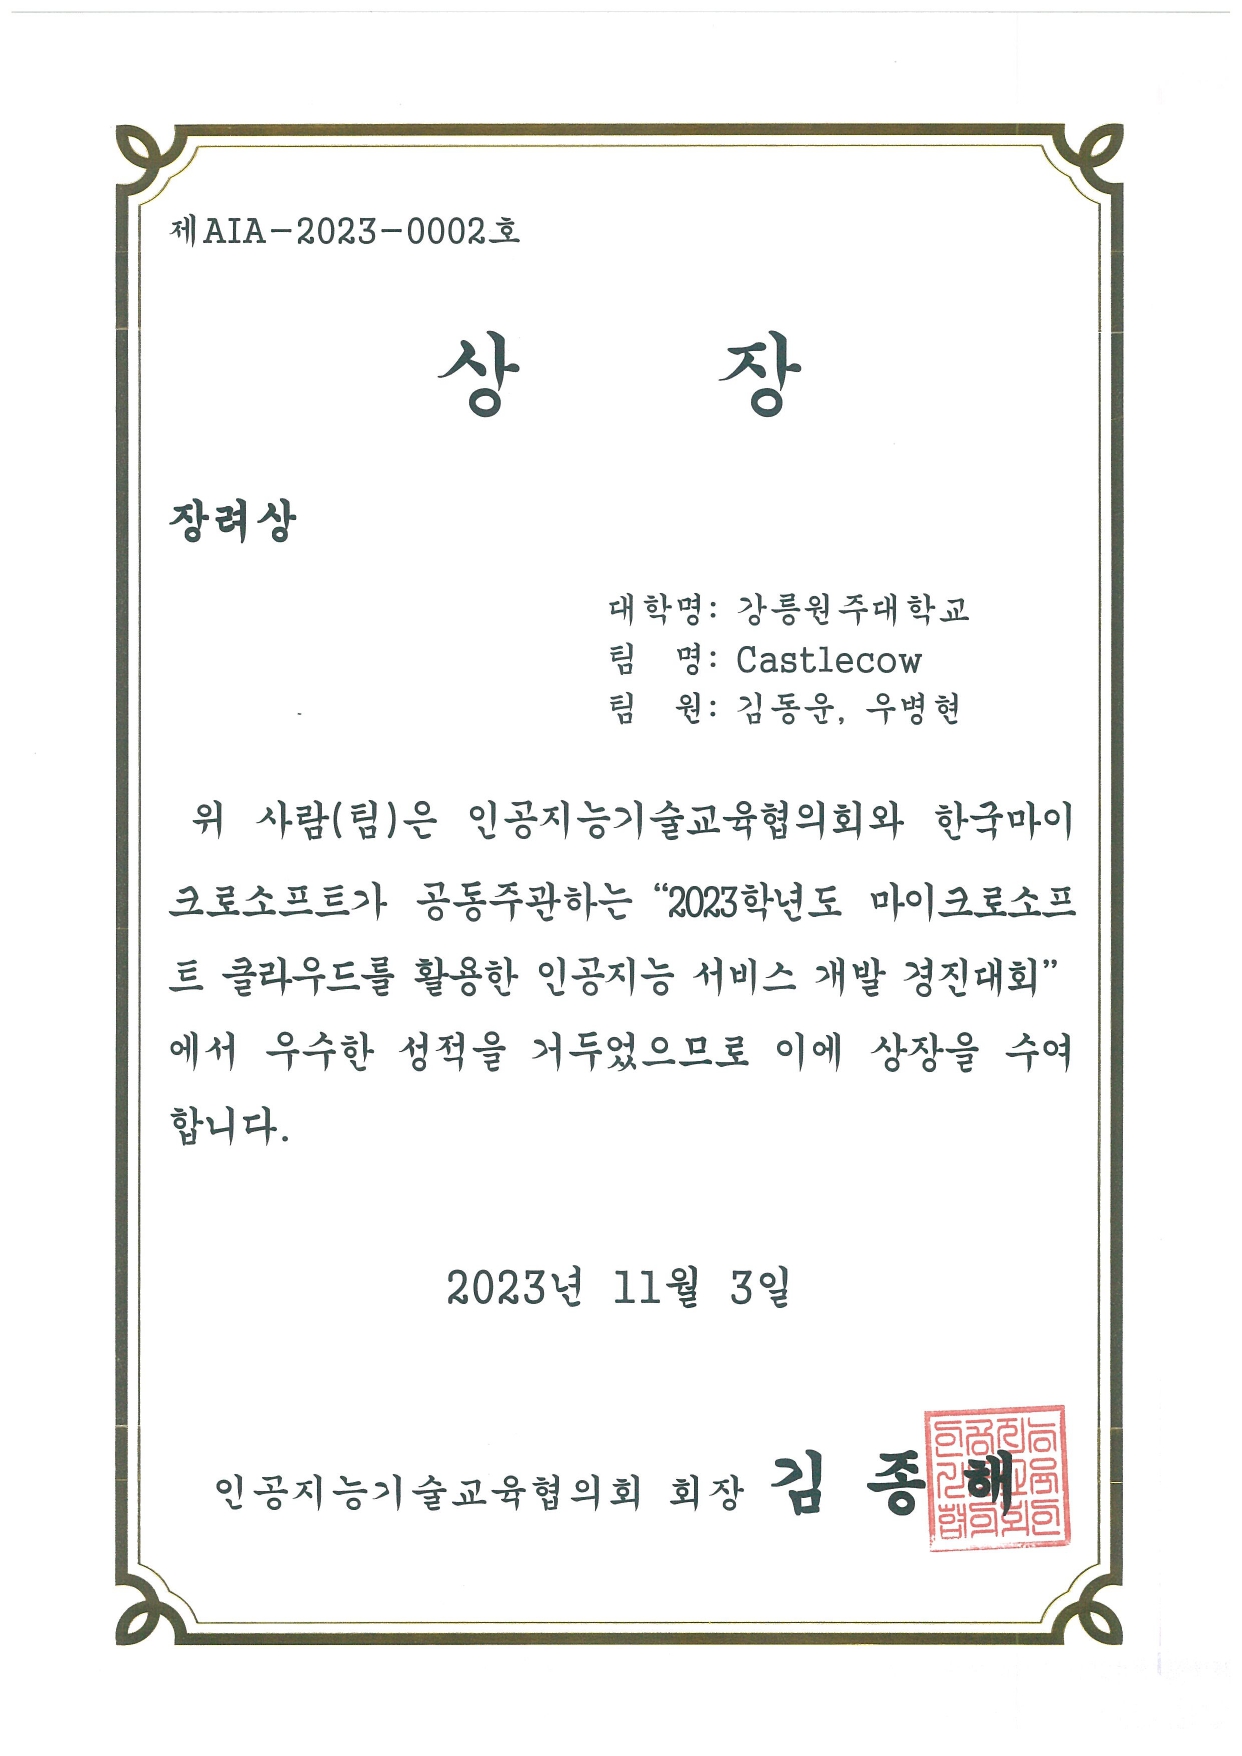 제AIA-2023-0002호
상 장
장려상
대학명: 강릉원주대학교
팀 명: Castlecow
팀 원: 김동운, 우병현
위 사람(팀)은 인공지능기술교육협의회와 한국마이
크로소프트가 공동주관하는 “2023학년도 마이크로소프
트 클라우드를 활용한 인공지능 서비스 개발 경진대회”
에서 우수한 성적을 거두었으므로 이에 상장을 수여
합니다.
2023년 11월 3일
인공지능기술교육협의회 회장 김 종 해